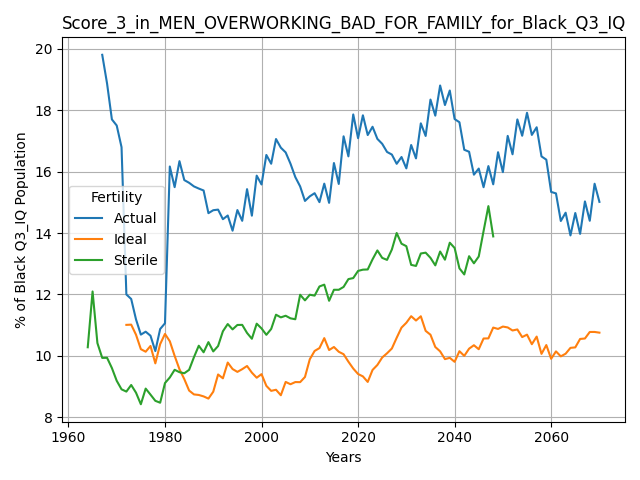 Score_3_in_MEN_OVERWORKING_BAD_FOR_FAMILY_for_Black_Q3_IQ
% of Black Q3_IQ Population
20
18
16
14
12
10
8
Fertility
Actual
Ideal
Sterile
1960
1980
2000
2020
2040
2060
Years